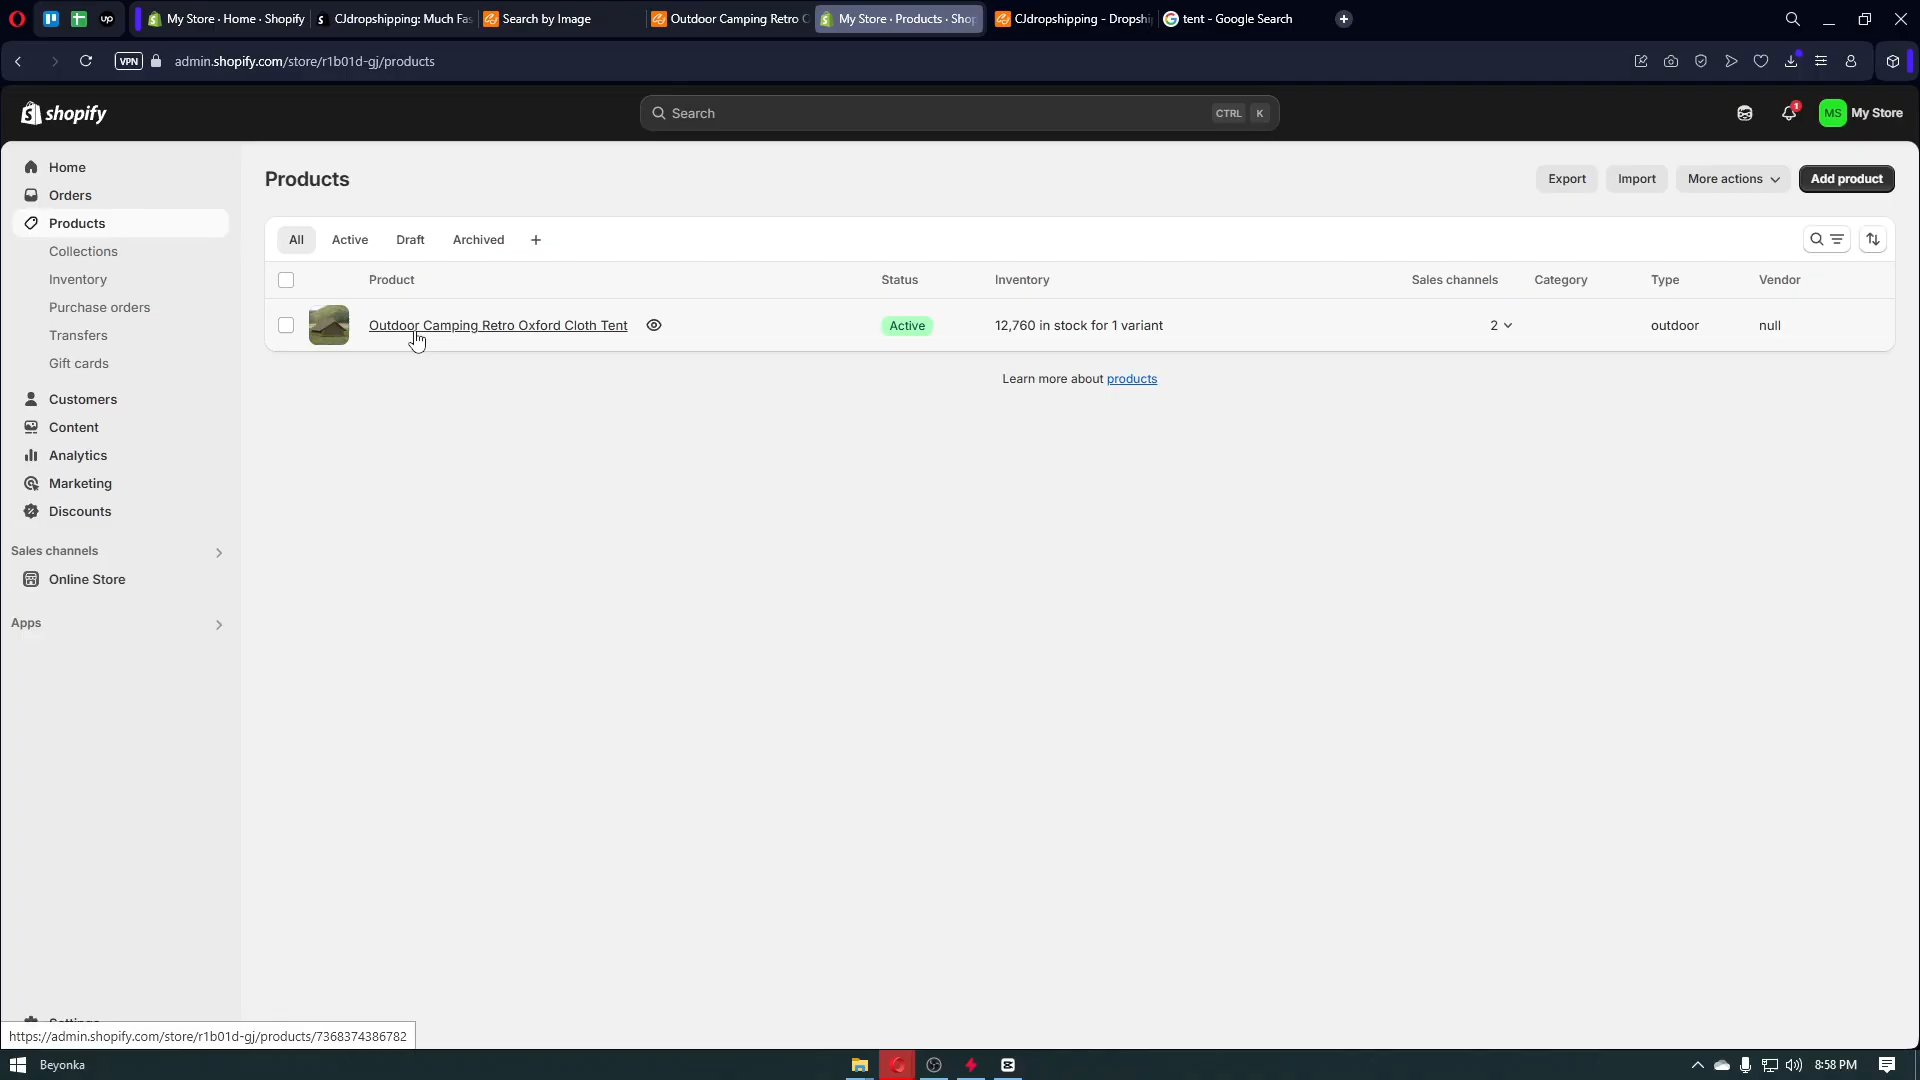 My Store · Home · Shopify
CJdropshipping: Much Fas
Search by Image
Outdoor Camping Retro O
My Store · Products · Shop
CJdropshipping - Dropshi
tent - Google Search
VPN
admin.shopify.com/store/r1b01d-gj/products
shopify
Search
CTRL
K
1
MS
My Store
Home
Orders
Products
Collections
Inventory
Purchase orders
Transfers
Gift cards
Customers
Content
Analytics
Marketing
Discounts
Sales channels
Online Store
Apps
Products
Export
Import
More actions
Add product
All
Active
Draft
Archived
Product
Status
Inventory
Sales channels
Category
Type
Vendor
Outdoor Camping Retro Oxford Cloth Tent
Active
12,760 in stock for 1 variant
2
outdoor
null
Learn more about products
Settings
https://admin.shopify.com/store/r1b01d-gj/products/7368374386782
Beyonka
8:58 PM